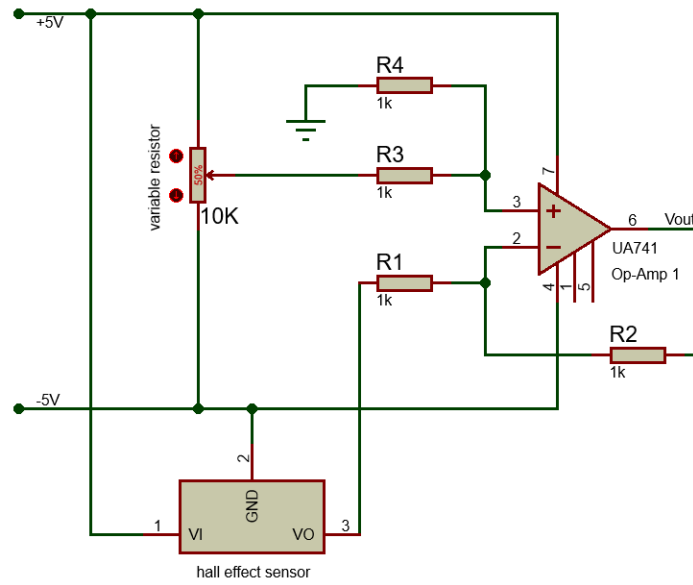 +5V
R4
1k
variable resistor
50%
10K
R3
1k
7
3
2
6
Vout
UA741
4
1
5
Op-Amp 1
R1
1k
R2
1k
-5V
2
GND
1
VI
VO
3
hall effect sensor